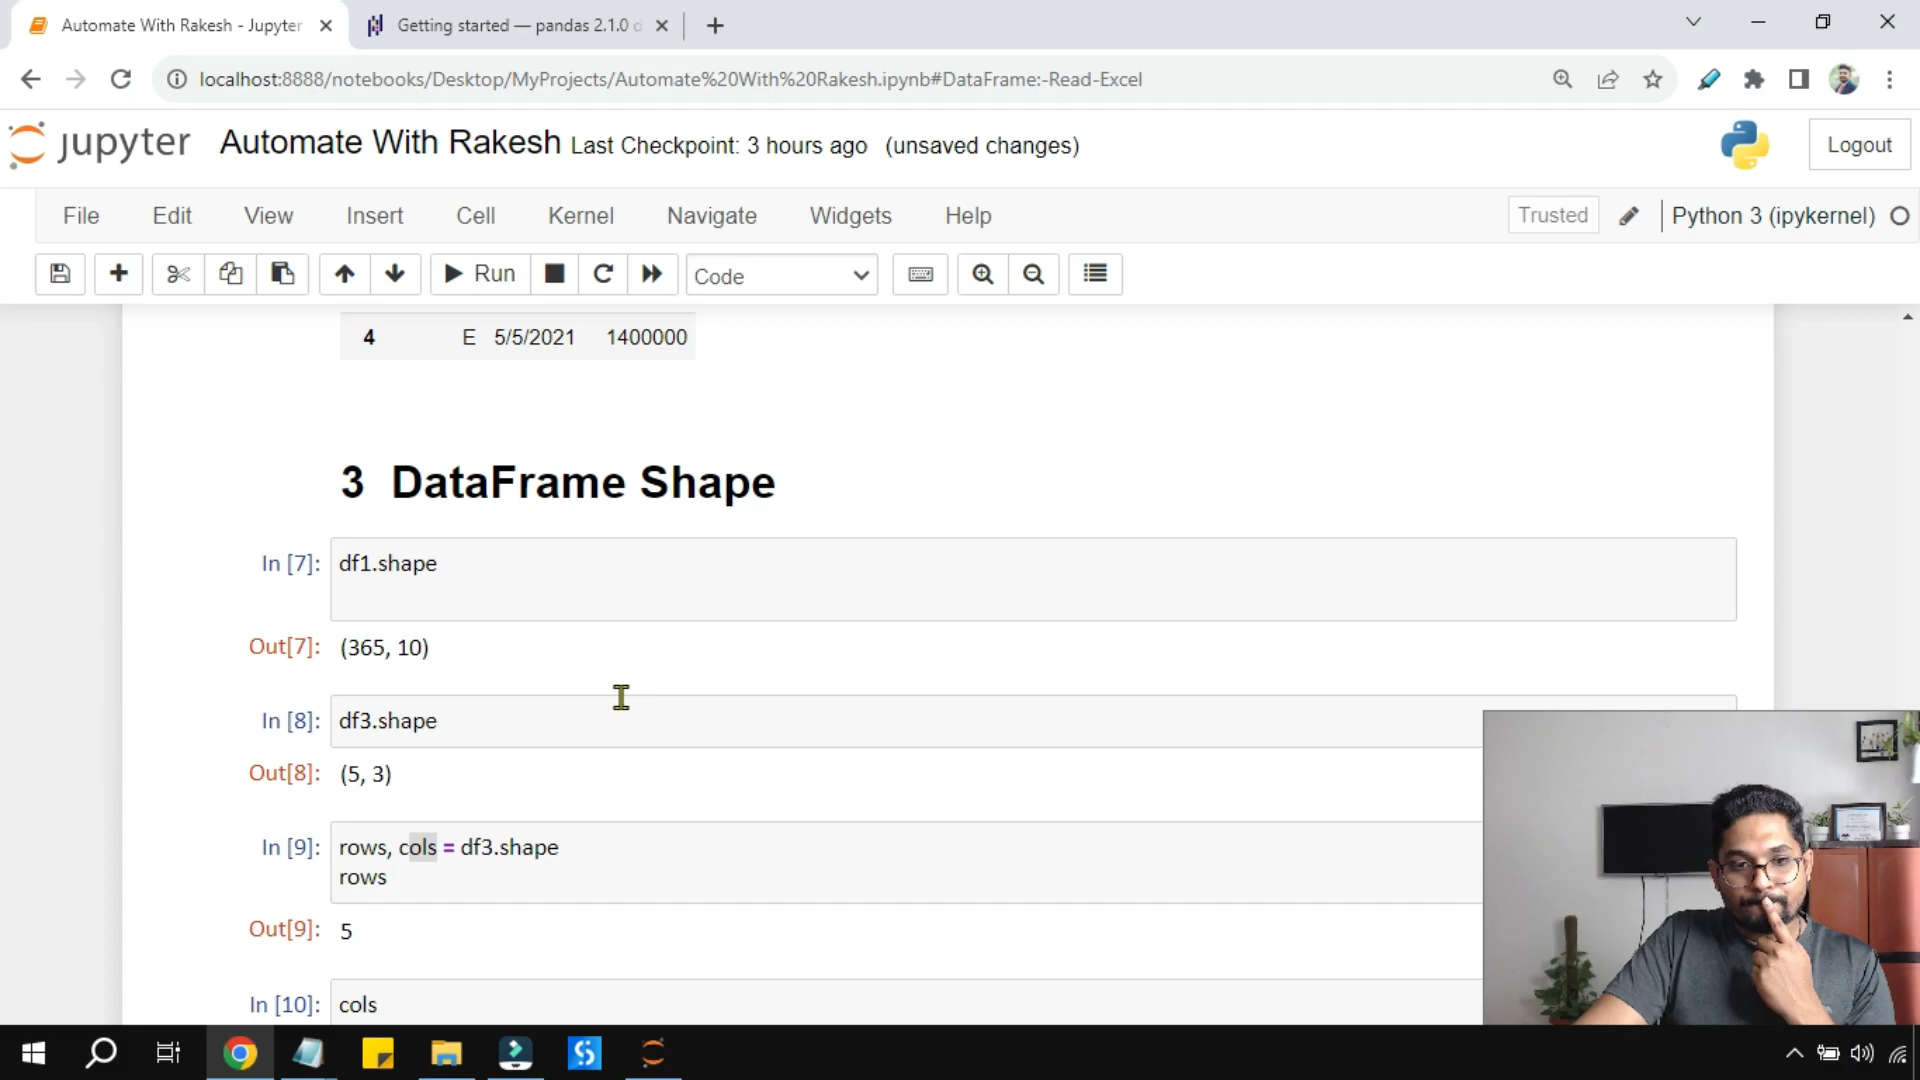 Automate With Rakesh - Jupyter
Getting started — pandas 2.1.0 d
localhost:8888/notebooks/Desktop/MyProjects/Automate%20With%20Rakesh.ipynb#DataFrame:-Read-Excel
jupyter Automate With Rakesh Last Checkpoint: 3 hours ago (unsaved changes)
Logout
File Edit View Insert Cell Kernel Navigate Widgets Help
Trusted
Python 3 (ipykernel)
Run
Code
4 E 5/5/2021 1400000
3 DataFrame Shape
In [7]: df1.shape
Out[7]: (365, 10)
In [8]: df3.shape
Out[8]: (5, 3)
In [9]: rows, cols = df3.shape
rows
Out[9]: 5
In [10]: cols